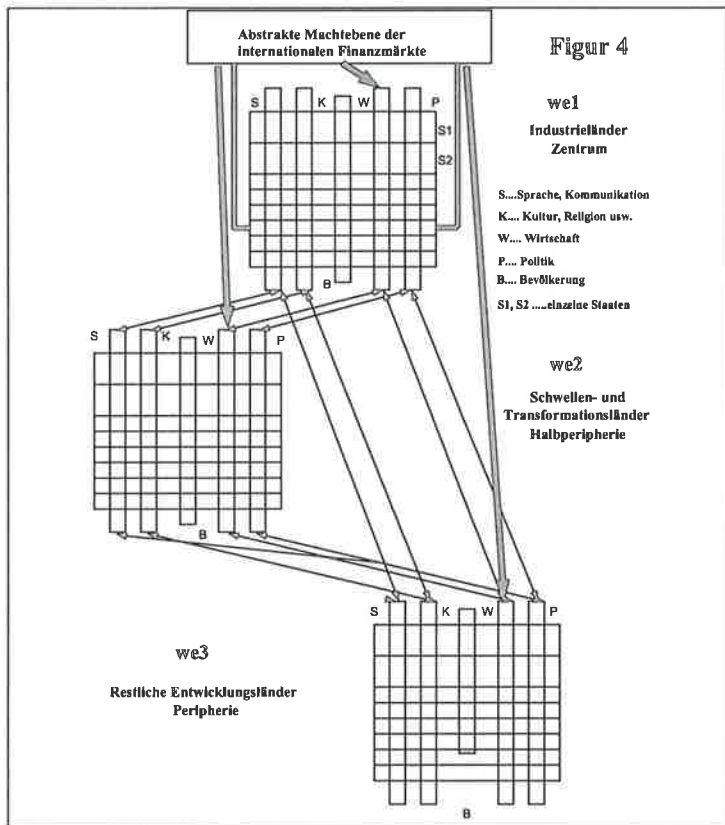 Abstrakte Machtebene der
internationalen Finanzmärkte
Figur 4
S K W P
S1
S2
B
we1
Industrieländer
Zentrum
S....Sprache, Kommunikation
K.... Kultur, Religion usw.
W.... Wirtschaft
P.... Politik
B.... Bevölkerung
S1, S2 .....einzelne Staaten
S K W P
B
we2
Schwellen- und
Transformationsländer
Halbperipherie
S K W P
B
we3
Restliche Entwicklungsländer
Peripherie